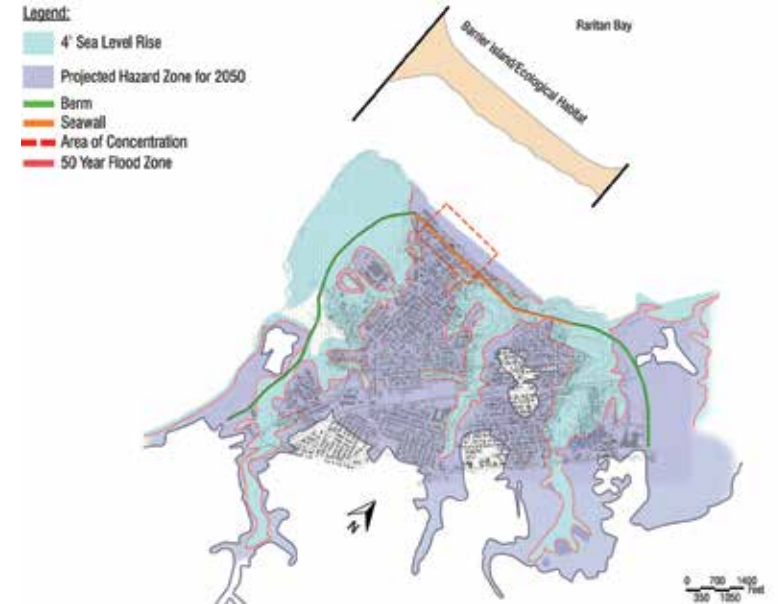 Legend:
4' Sea Level Rise
Projected Hazard Zone for 2050
Berm
Seawall
Area of Concentration
50 Year Flood Zone
Raritan Bay
Barrier Island/Ecological Habitat
N
0 700 1400
350 1050 Feet